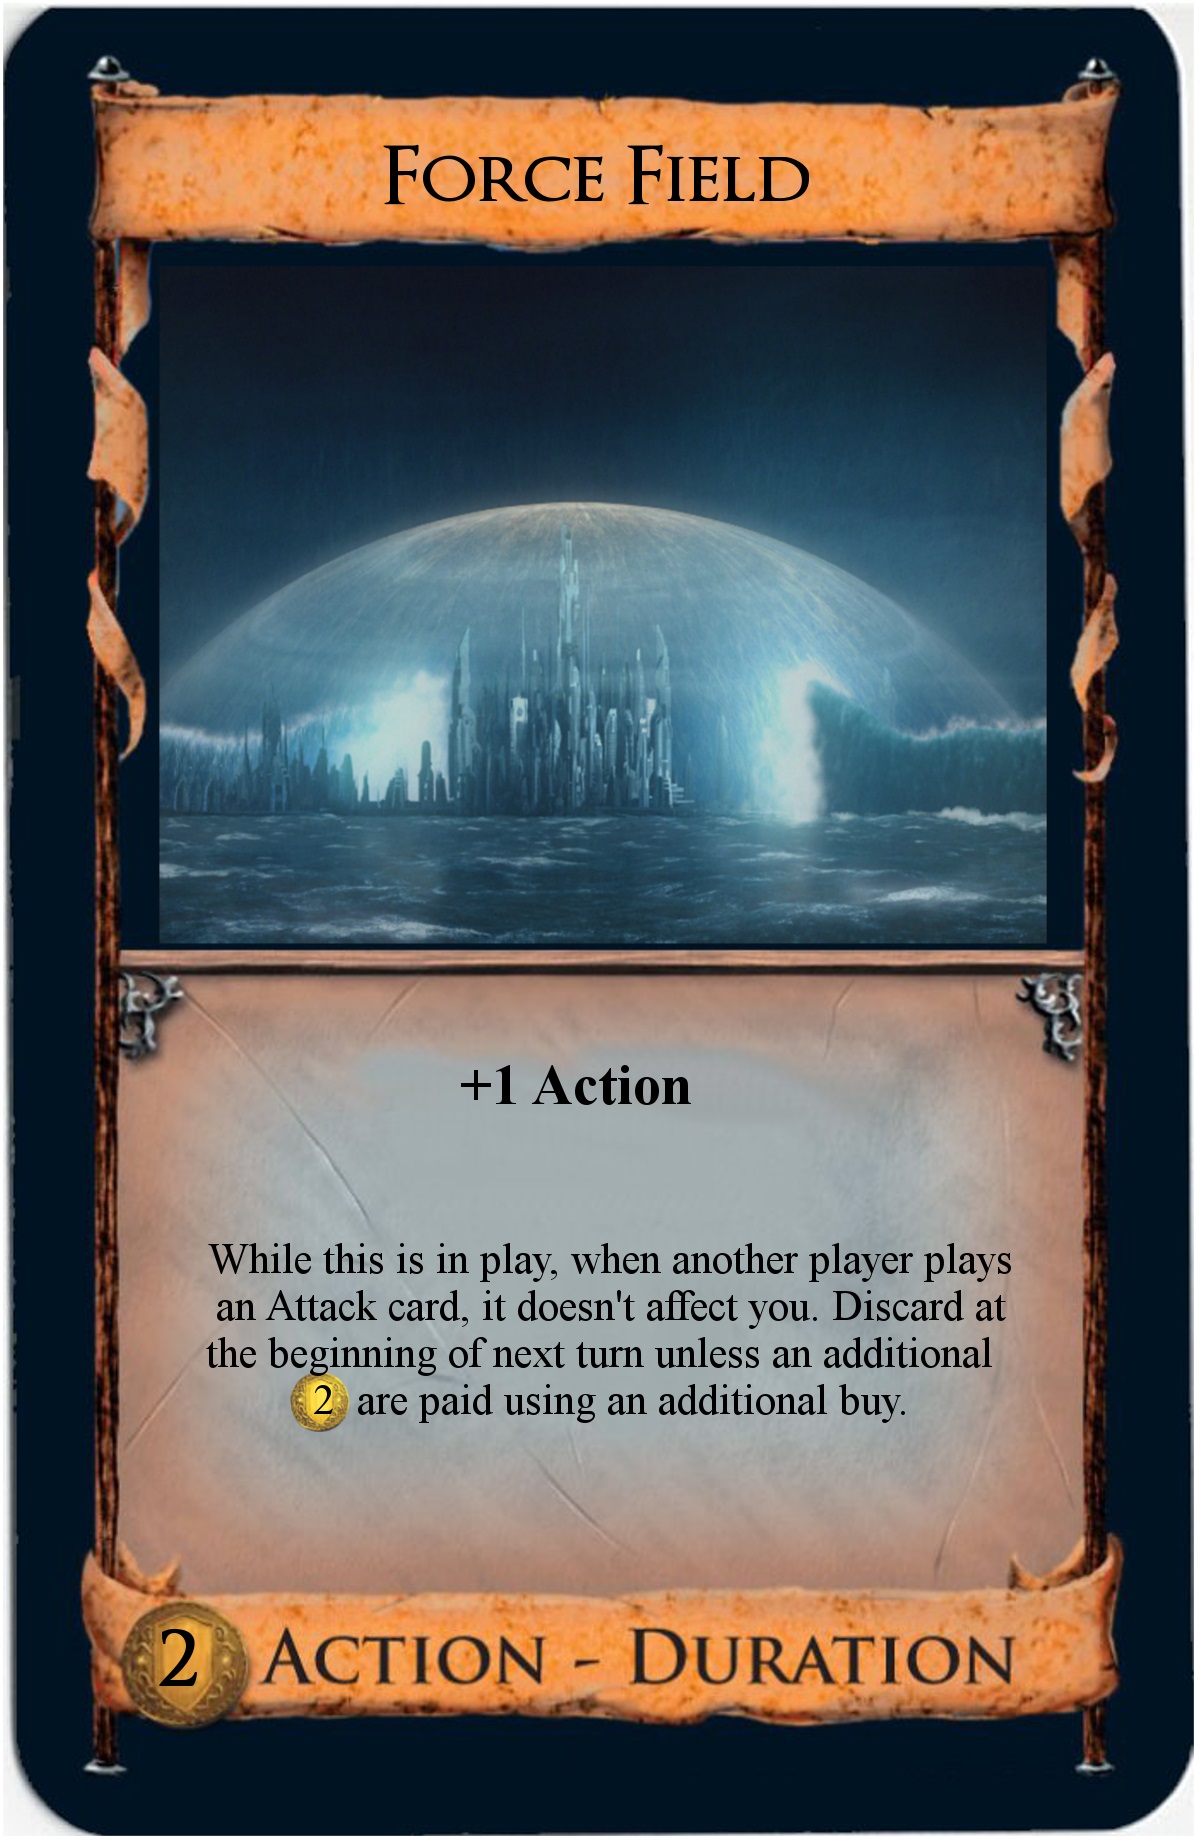 FORCE FIELD
+1 Action
While this is in play, when another player plays
an Attack card, it doesn't affect you. Discard at
the beginning of next turn unless an additional
2 are paid using an additional buy.
2 ACTION - DURATION